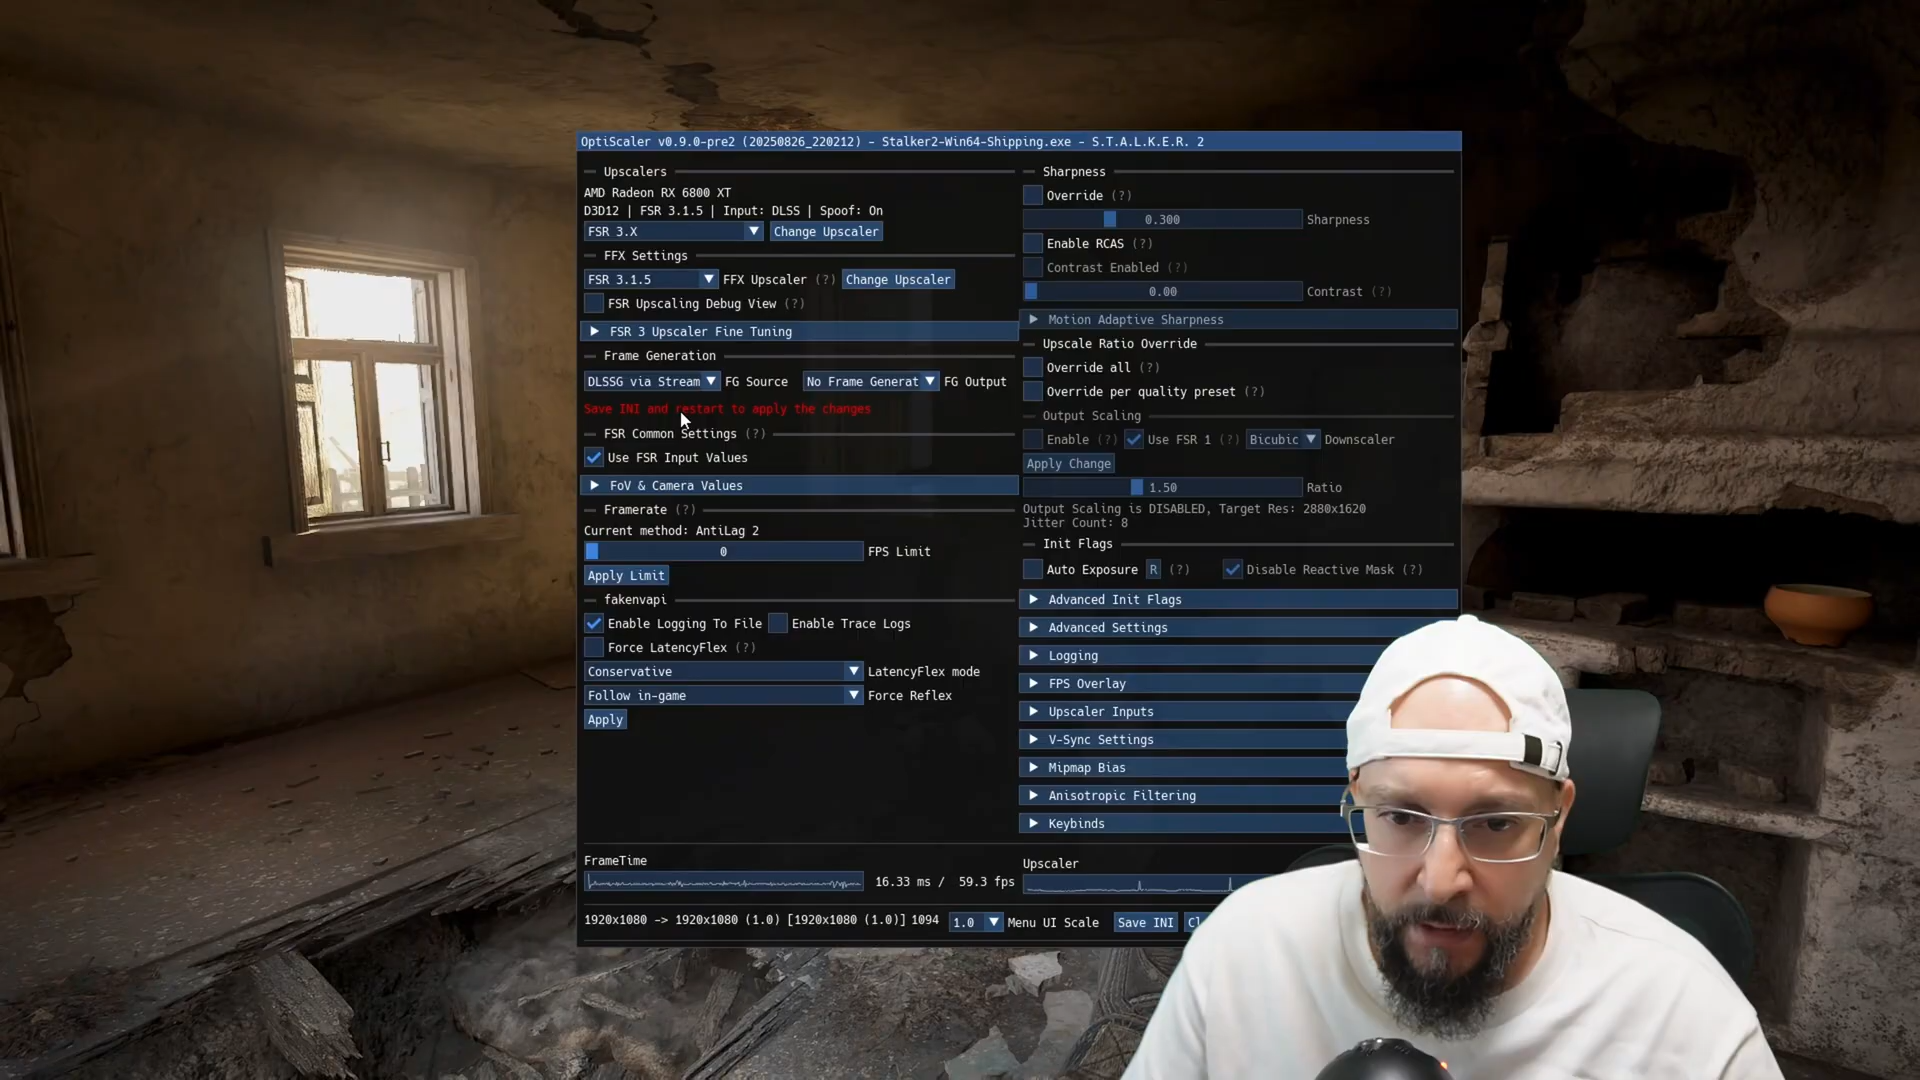 OptiScaler v0.9.0-pre2 (20250826_220212) - Stalker2-Win64-Shipping.exe - S.T.A.L.K.E.R. 2
Upscalers
AMD Radeon RX 6800 XT
D3D12 | FSR 3.1.5 | Input: DLSS | Spoof: On
FSR 3.X Change Upscaler
FFX Settings
FSR 3.1.5 FFX Upscaler (?) Change Upscaler
FSR Upscaling Debug View (?)
FSR 3 Upscaler Fine Tuning
Frame Generation
DLSSG via Stream FG Source No Frame Generat FG Output
Save INI and restart to apply the changes
FSR Common Settings (?)
Use FSR Input Values
FoV & Camera Values
Framerate (?)
Current method: AntiLag 2
0 FPS Limit
Apply Limit
fakenvapi
Enable Logging To File Enable Trace Logs
Force LatencyFlex (?)
Conservative LatencyFlex mode
Follow in-game Force Reflex
Apply
Sharpness
Override (?)
0.300 Sharpness
Enable RCAS (?)
Contrast Enabled (?)
0.00 Contrast (?)
Motion Adaptive Sharpness
Upscale Ratio Override
Override all (?)
Override per quality preset (?)
Output Scaling
Enable (?) Use FSR 1 (?) Bicubic Downscaler
Apply Change
1.50 Ratio
Output Scaling is DISABLED, Target Res: 2880x1620
Jitter Count: 8
Init Flags
Auto Exposure R (?) Disable Reactive Mask (?)
Advanced Init Flags
Advanced Settings
Logging
FPS Overlay
Upscaler Inputs
V-Sync Settings
Mipmap Bias
Anisotropic Filtering
Keybinds
FrameTime
16.33 ms / 59.3 fps
Upscaler
1920x1080 -> 1920x1080 (1.0) [1920x1080 (1.0)] 1094 1.0 Menu UI Scale Save INI